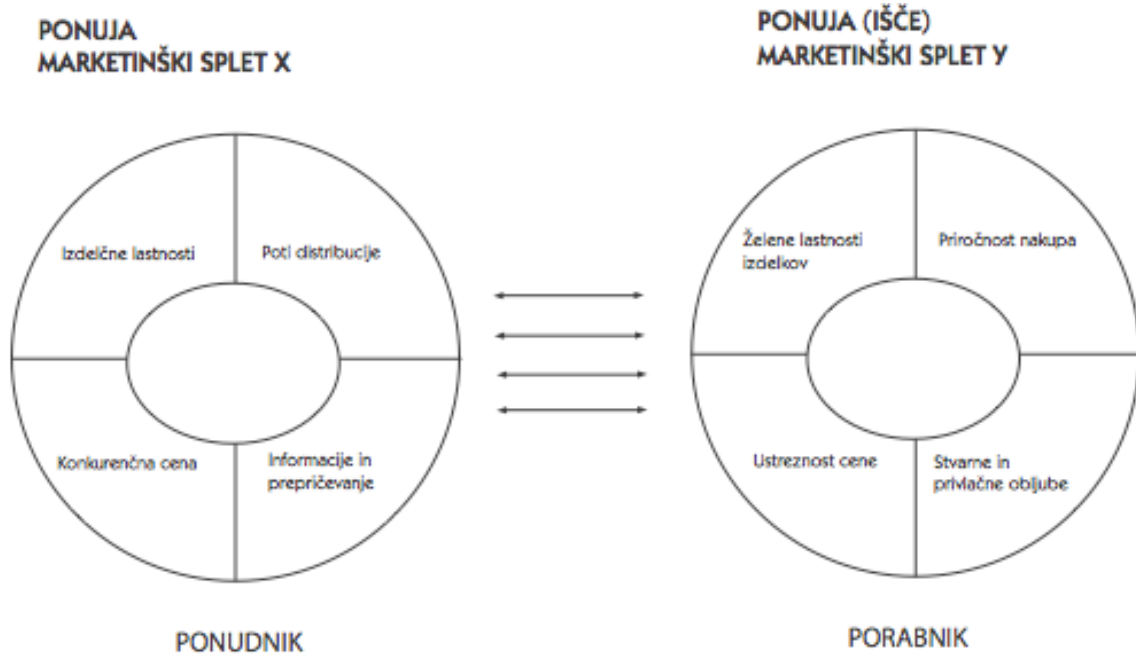 PONUJA
MARKETINŠKI SPLET X
Izdelčne lastnosti
Poti distribucije
Konkurenčna cena
Informacije in
prepričevanje
PONUDNIK
PONUJA (IŠČE)
MARKETINŠKI SPLET Y
Želene lastnosti
izdelkov
Priročnost nakupa
Ustreznost cene
Stvarne in
privlačne obljube
PORABNIK